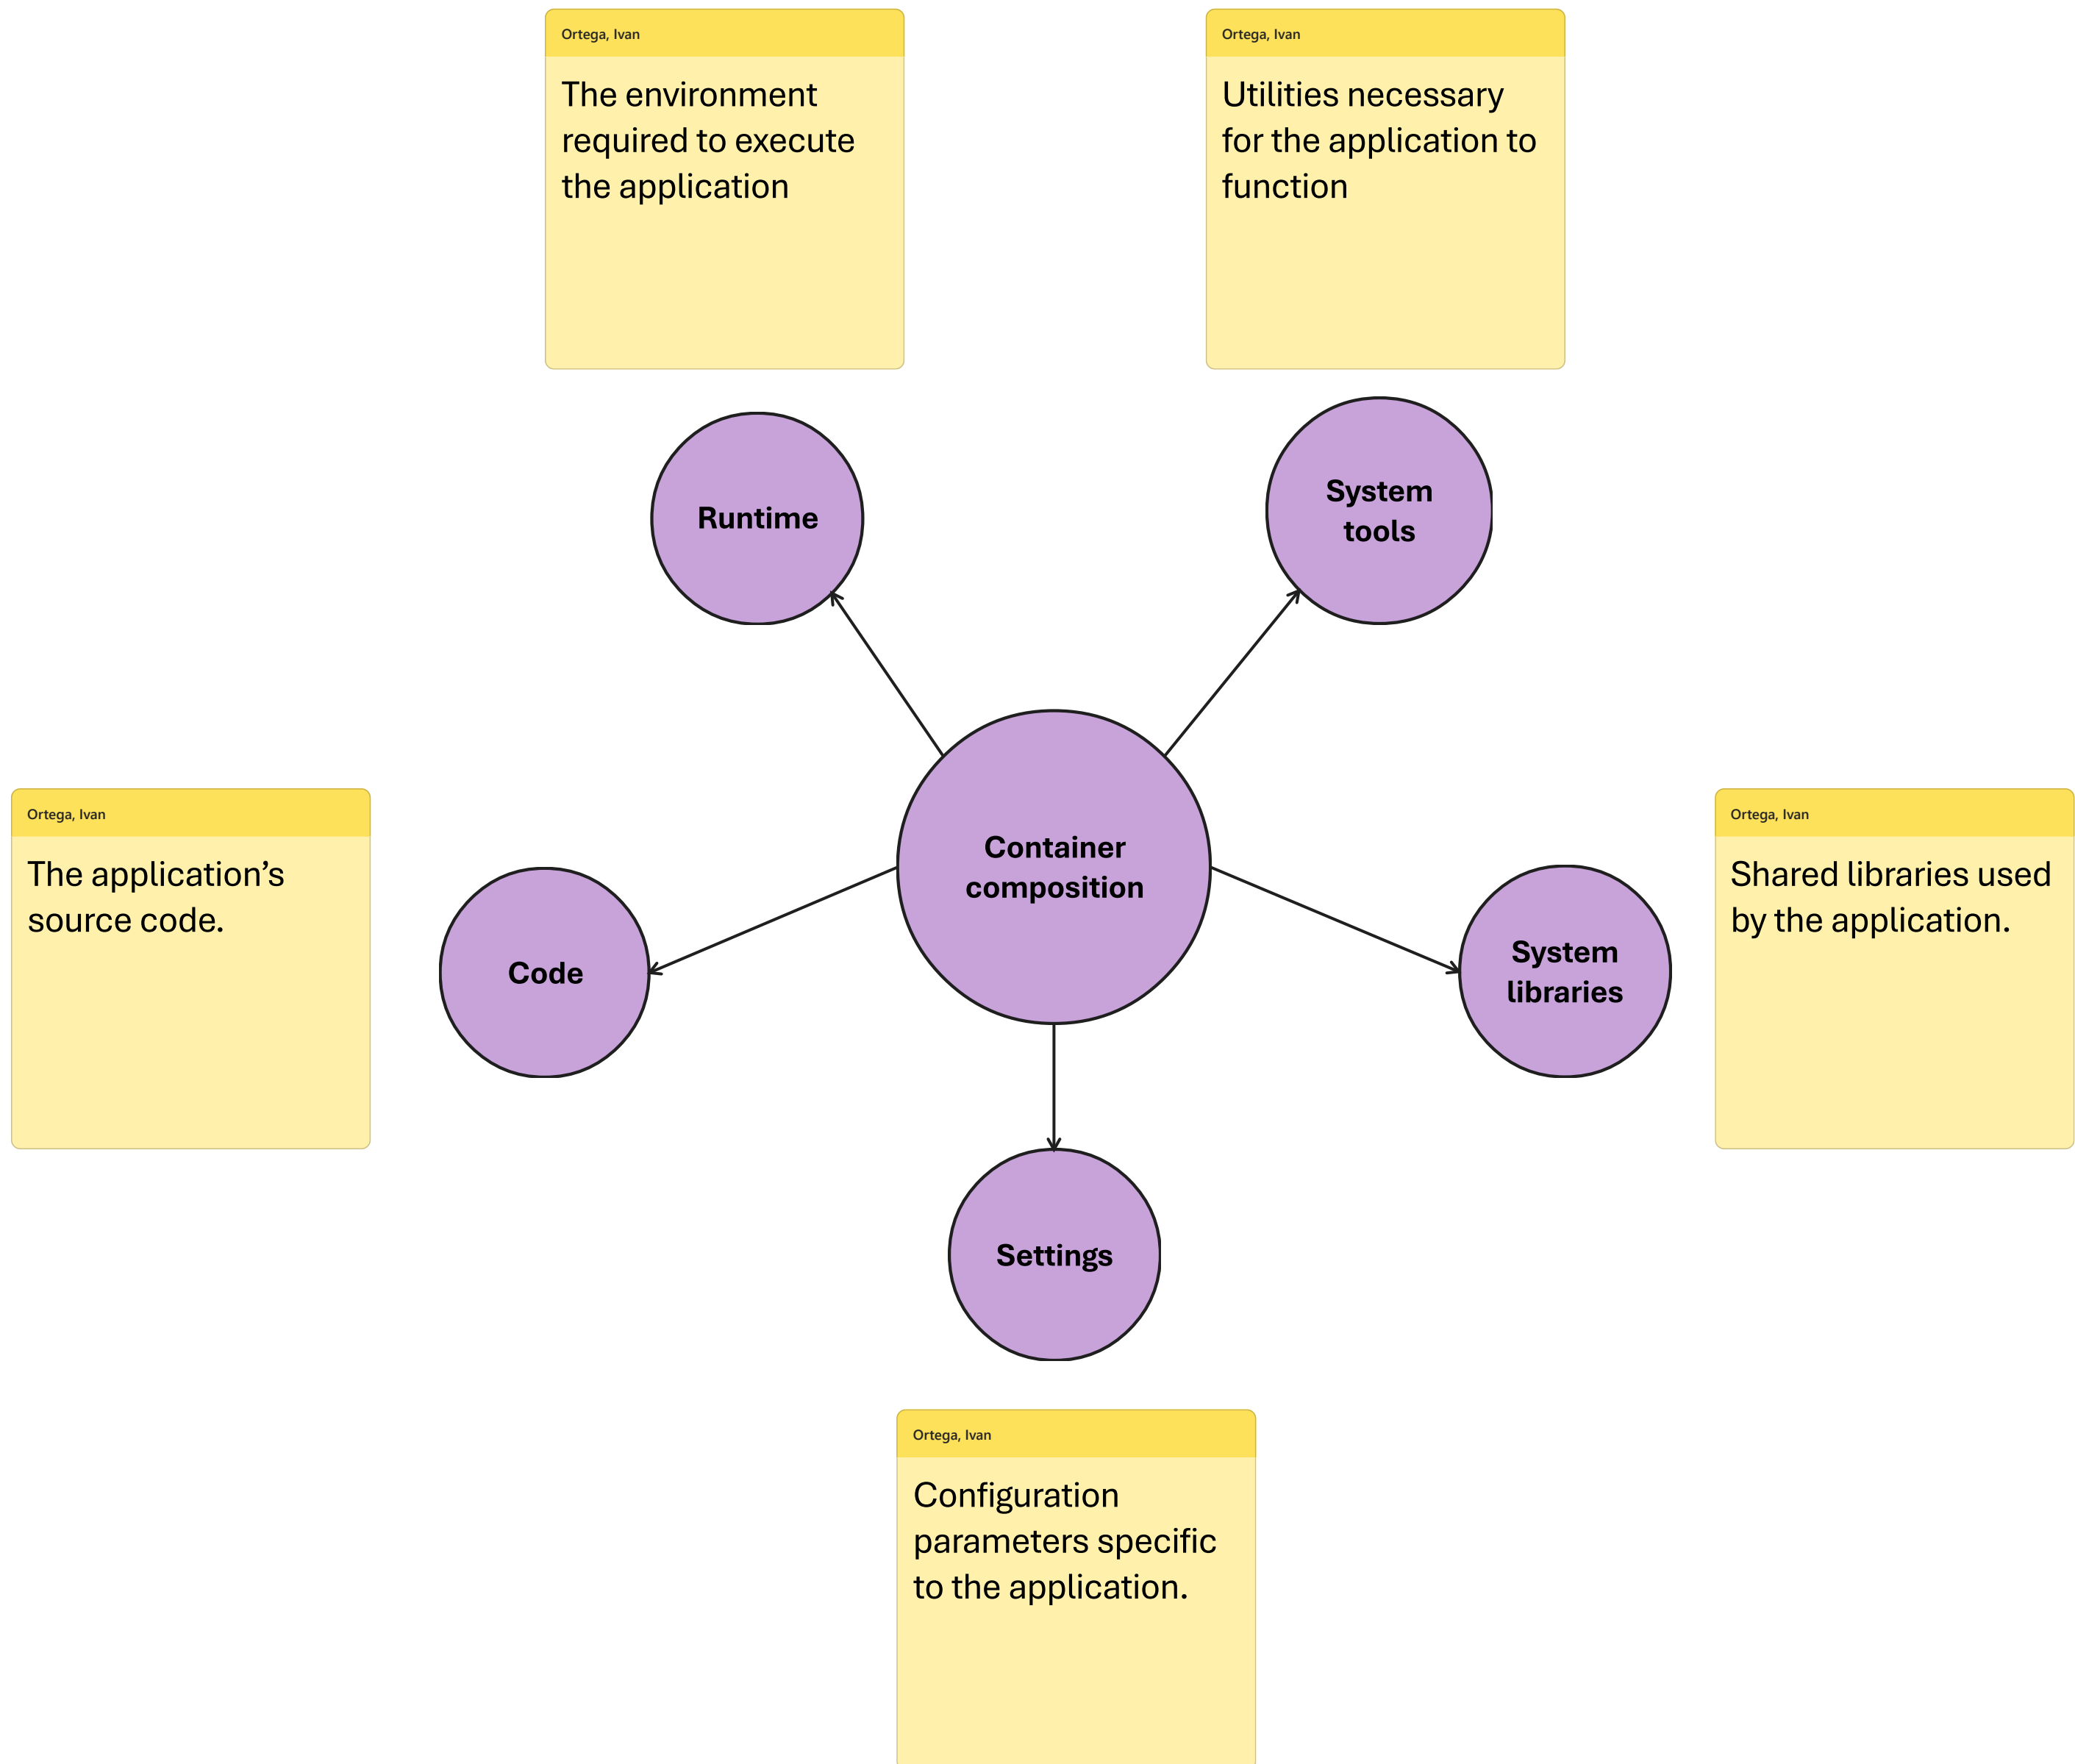 Ortega, Ivan
The environment
required to execute
the application
Ortega, Ivan
Utilities necessary
for the application to
function
Runtime
System
tools
Container
composition
Ortega, Ivan
The application’s
source code.
Code
System
libraries
Ortega, Ivan
Shared libraries used
by the application.
Settings
Ortega, Ivan
Configuration
parameters specific
to the application.